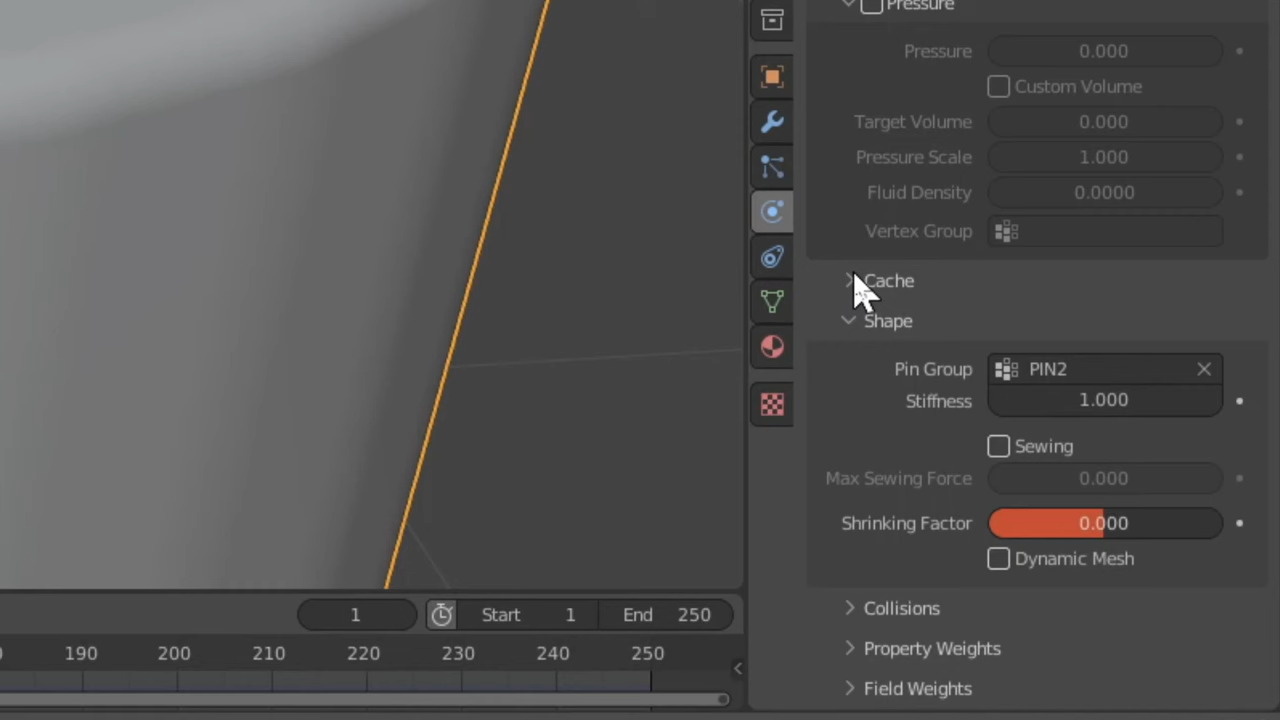 Pressure
Pressure 0.000
Custom Volume
Target Volume 0.000
Pressure Scale 1.000
Fluid Density 0.0000
Vertex Group
Cache
Shape
Pin Group PIN2
Stiffness 1.000
Sewing
Max Sewing Force 0.000
Shrinking Factor 0.000
Dynamic Mesh
Collisions
Property Weights
Field Weights
1 Start 1 End 250
190 200 210 220 230 240 250